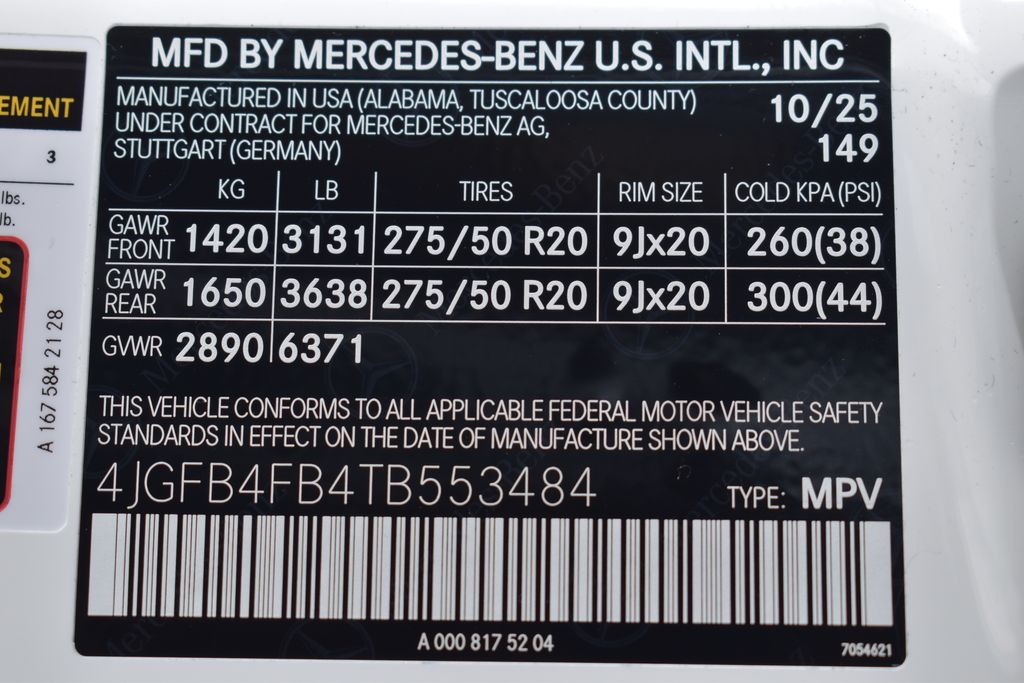 MFD BY MERCEDES-BENZ U.S. INTL., INC
MANUFACTURED IN USA (ALABAMA, TUSCALOOSA COUNTY) 10/25
UNDER CONTRACT FOR MERCEDES-BENZ AG,
STUTTGART (GERMANY) 149
KG LB TIRES RIM SIZE COLD KPA (PSI)
GAWR FRONT 1420 3131 275/50 R20 9Jx20 260(38)
GAWR REAR 1650 3638 275/50 R20 9Jx20 300(44)
GVWR 2890 6371
THIS VEHICLE CONFORMS TO ALL APPLICABLE FEDERAL MOTOR VEHICLE SAFETY
STANDARDS IN EFFECT ON THE DATE OF MANUFACTURE SHOWN ABOVE.
4JGFB4FB4TB553484 TYPE: MPV
A 000 817 52 04
7054621
EMENT
3
lbs.
lb.
S
R
A 167 584 21 28